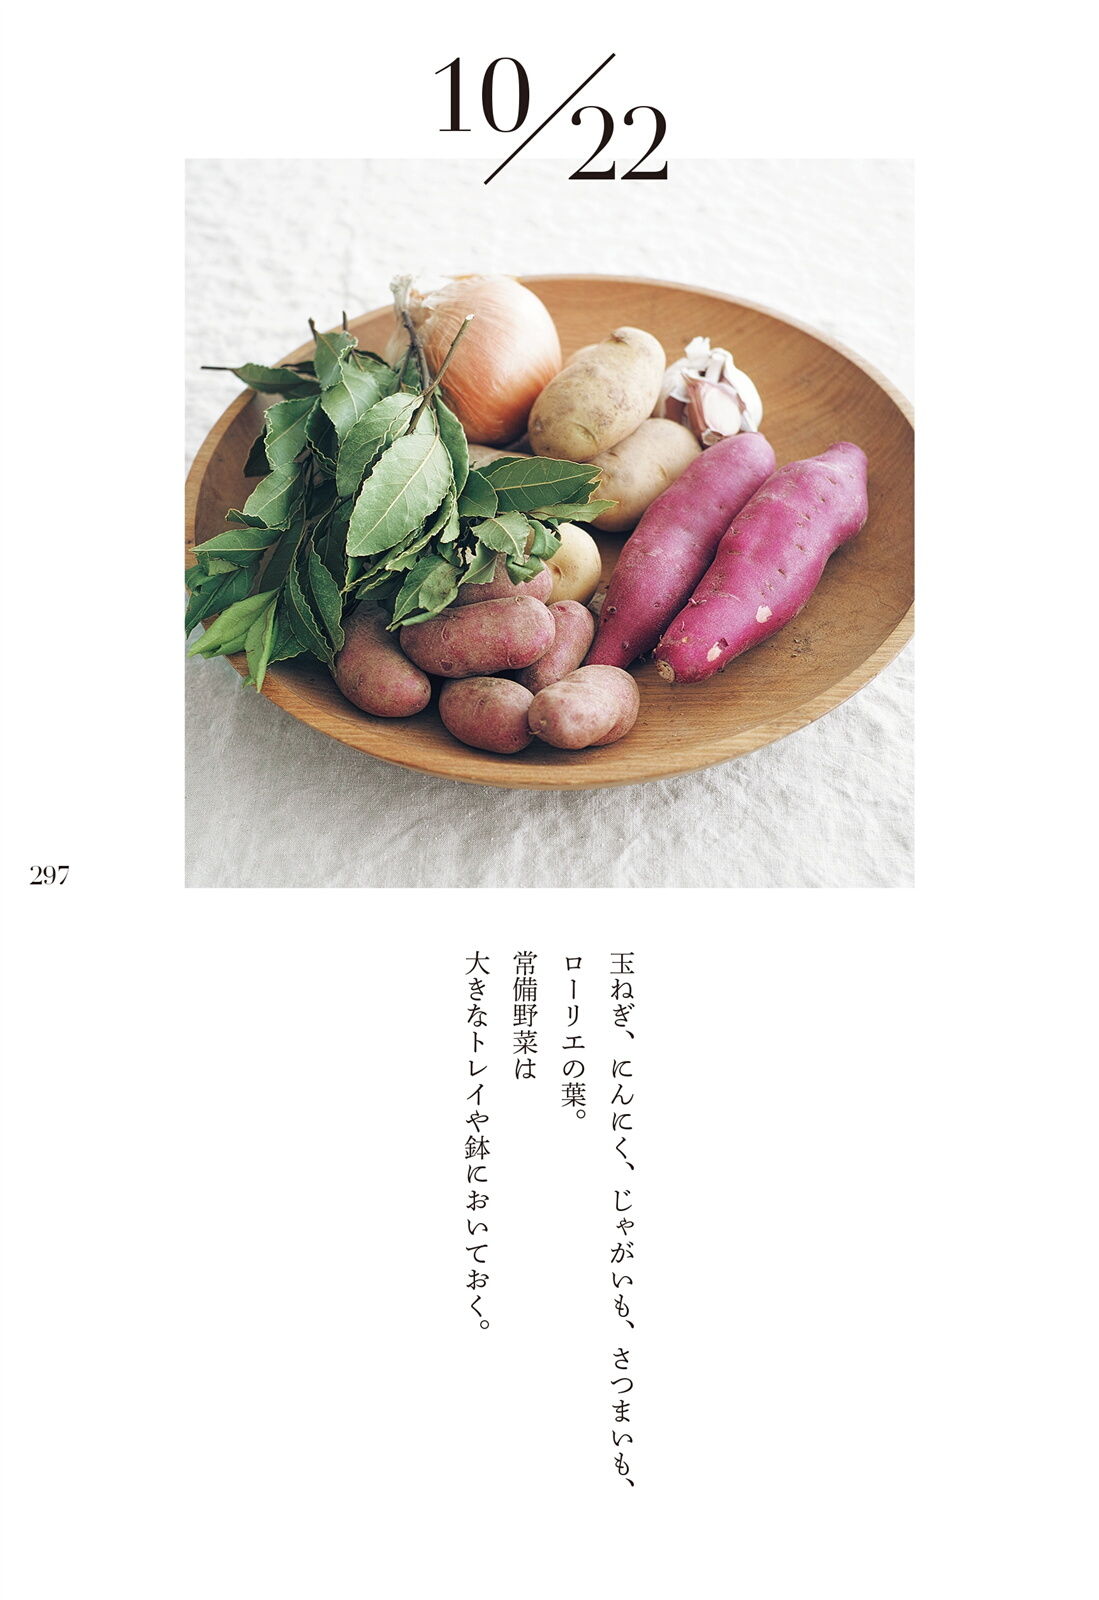 10/22
玉ねぎ、にんにく、じゃがいも、さつまいも、
ローリエの葉。
常備野菜は
大きなトレイや鉢においておく。
297